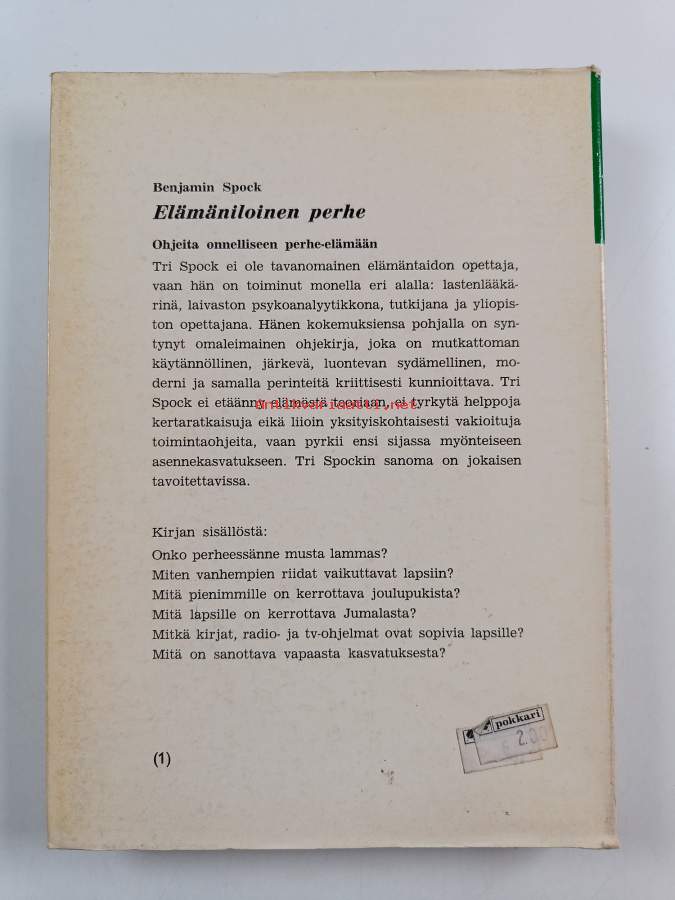 Benjamin Spock
Elämäniloinen perhe
Ohjeita onnelliseen perhe-elämään
Tri Spock ei ole tavanomainen elämäntaidon opettaja,
vaan hän on toiminut monella eri alalla: lastenlääkä-
rinä, laivaston psykoanalyytikkona, tutkijana ja yliopis-
ton opettajana. Hänen kokemuksiensa pohjalla on syn-
tynyt omaleimainen ohjekirja, joka on mutkattoman
käytännöllinen, järkevä, luontevan sydämellinen, mo-
derni ja samalla perinteitä kriittisesti kunnioittava. Tri
Spock ei etäänny elämästä teoriaan, ei tyrkytä helppoja
antikvariaatti.net
kertaratkaisuja eikä liioin yksityiskohtaisesti vakioituja
toimintaohjeita, vaan pyrkii ensi sijassa myönteiseen
asennekasvatukseen. Tri Spockin sanoma on jokaisen
tavoitettavissa.
Kirjan sisällöstä:
Onko perheessänne musta lammas?
Miten vanhempien riidat vaikuttavat lapsiin?
Mitä pienimmille on kerrottava joulupukista?
Mitä lapsille on kerrottava Jumalasta?
Mitkä kirjat, radio- ja tv-ohjelmat ovat sopivia lapsille?
Mitä on sanottava vapaasta kasvatuksesta?
pokkari
€ 2.00
(1)